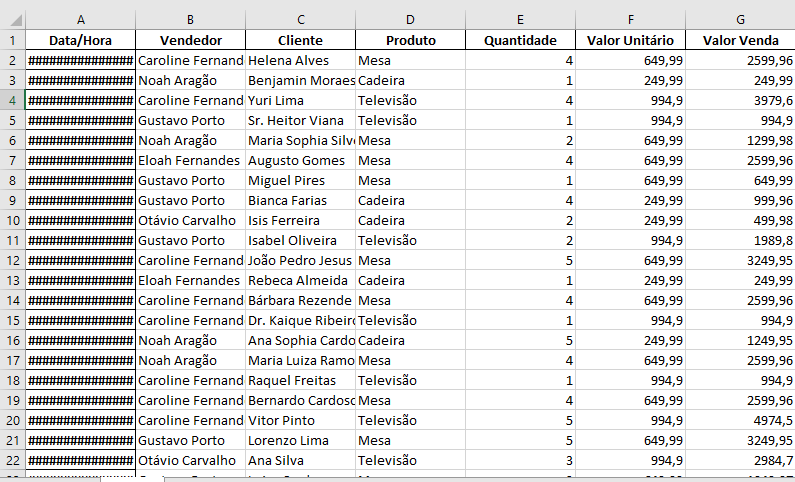 A B C D E F G
1 Data/Hora Vendedor Cliente Produto Quantidade Valor Unitário Valor Venda
2 ############### Caroline Fernand Helena Alves Mesa 4 649,99 2599,96
3 ############### Noah Aragão Benjamin Moraes Cadeira 1 249,99 249,99
4 ############### Caroline Fernand Yuri Lima Televisão 4 994,9 3979,6
5 ############### Gustavo Porto Sr. Heitor Viana Televisão 1 994,9 994,9
6 ############### Noah Aragão Maria Sophia Silv Mesa 2 649,99 1299,98
7 ############### Eloah Fernandes Augusto Gomes Mesa 4 649,99 2599,96
8 ############### Gustavo Porto Miguel Pires Mesa 1 649,99 649,99
9 ############### Gustavo Porto Bianca Farias Cadeira 4 249,99 999,96
10 ############### Otávio Carvalho Isis Ferreira Cadeira 2 249,99 499,98
11 ############### Gustavo Porto Isabel Oliveira Televisão 2 994,9 1989,8
12 ############### Caroline Fernand João Pedro Jesus Mesa 5 649,99 3249,95
13 ############### Eloah Fernandes Rebeca Almeida Cadeira 1 249,99 249,99
14 ############### Caroline Fernand Bárbara Rezende Mesa 4 649,99 2599,96
15 ############### Caroline Fernand Dr. Kaique Ribeiro Televisão 1 994,9 994,9
16 ############### Noah Aragão Ana Sophia Cardo Cadeira 5 249,99 1249,95
17 ############### Noah Aragão Maria Luiza Ramo Mesa 4 649,99 2599,96
18 ############### Caroline Fernand Raquel Freitas Televisão 1 994,9 994,9
19 ############### Caroline Fernand Bernardo Cardoso Mesa 4 649,99 2599,96
20 ############### Caroline Fernand Vitor Pinto Televisão 5 994,9 4974,5
21 ############### Gustavo Porto Lorenzo Lima Mesa 5 649,99 3249,95
22 ############### Otávio Carvalho Ana Silva Televisão 3 994,9 2984,7